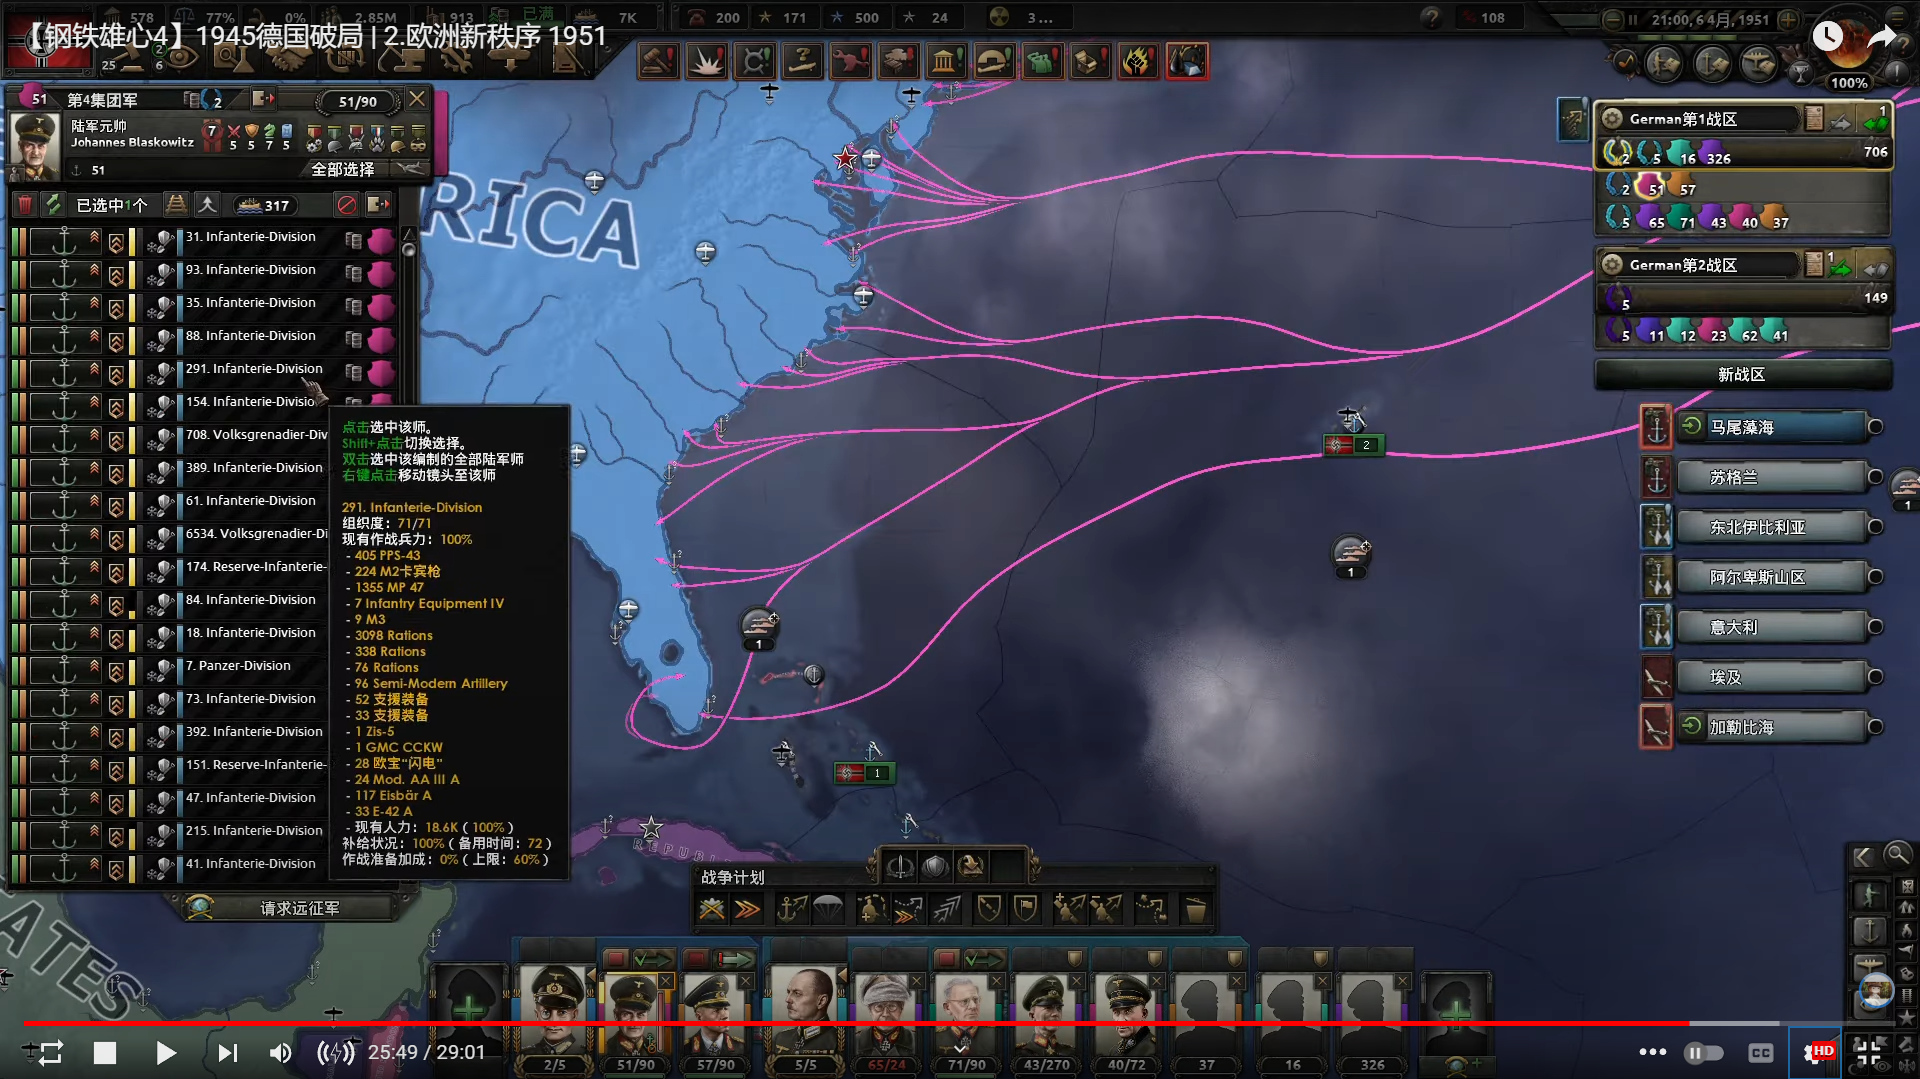 【钢铁雄心4】1945德国破局 | 2.欧洲新秩序 1951
578
77%
0%
2.85M
913
已满
7K
200
171
500
24
3 ...
108
21:00, 6 4月, 1951
25
2
6
100%
51
第4集团军
2
51/90
陆军元帅
Johannes Blaskowitz
7
5
5
7
5
51
全部选择
已选中1个
317
31. Infanterie-Division
93. Infanterie-Division
35. Infanterie-Division
88. Infanterie-Division
291. Infanterie-Division
154. Infanterie-Divisio
708. Volksgrenadier-Div
389. Infanterie-Division
61. Infanterie-Division
6534. Volksgrenadier-Di
174. Reserve-Infanterie-
84. Infanterie-Division
18. Infanterie-Division
7. Panzer-Division
73. Infanterie-Division
392. Infanterie-Division
151. Reserve-Infanterie-
47. Infanterie-Division
215. Infanterie-Division
41. Infanterie-Division
请求远征军
点击选中该师。
Shift+点击切换选择。
双击选中该编制的全部陆军师
右键点击移动镜头至该师
291. Infanterie-Division
组织度：71/71
现有作战兵力：100%
- 405 PPS-43
- 224 M2卡宾枪
- 1355 MP 47
- 7 Infantry Equipment IV
- 9 M3
- 3098 Rations
- 338 Rations
- 76 Rations
- 96 Semi-Modern Artillery
- 52 支援装备
- 33 支援装备
- 1 Zis-5
- 1 GMC CCKW
- 28 欧宝“闪电”
- 24 Mod. AA III A
- 117 Eisbär A
- 33 E-42 A
- 现有人力：18.6K ( 100% )
补给状况：100% ( 备用时间：72 )
作战准备加成：0% ( 上限：60% )
RICA
ATES
REPUBLI
2
1
1
1
1
German第1战区
1
2
5
16
326
706
2
51
57
5
65
71
43
40
37
German第2战区
1
5
149
5
11
12
23
62
41
新战区
马尾藻海
苏格兰
东北伊比利亚
阿尔卑斯山区
意大利
埃及
加勒比海
战争计划
2/5
51/90
57/90
5/5
65/24
71/90
43/270
40/72
37
16
326
25:49 / 29:01
CC
HD